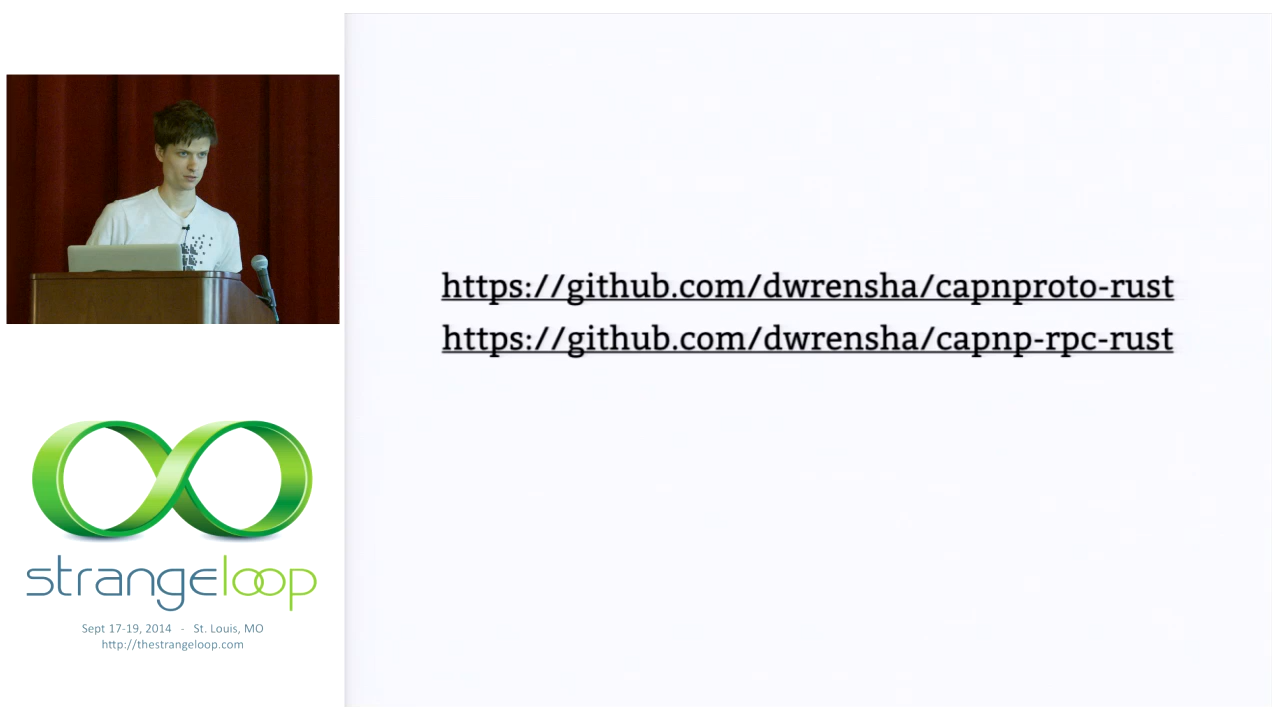 https://github.com/dwrensha/capnproto-rust
https://github.com/dwrensha/capnp-rpc-rust
strangeloop
Sept 17-19, 2014 - St. Louis, MO
http://thestrangeloop.com